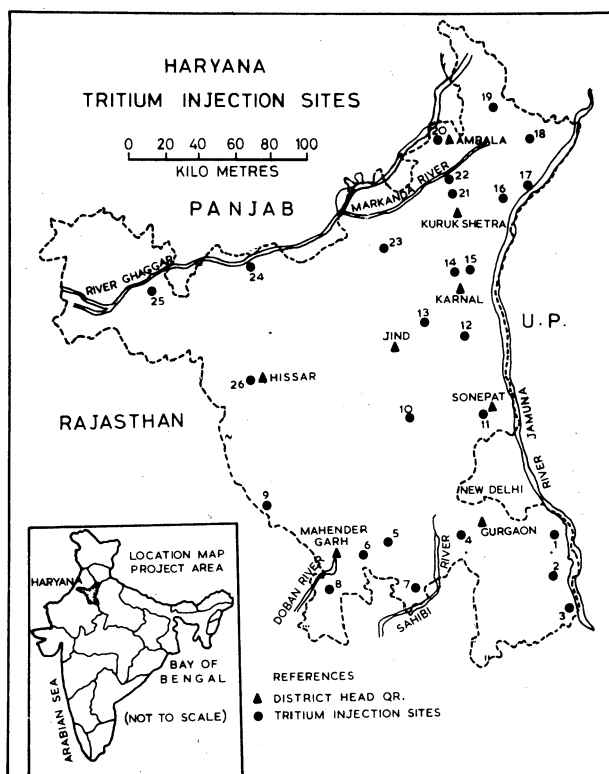 HARYANA
TRITIUM INJECTION SITES
0 20 40 60 80 100
KILO METRES
PANJAB
MARKANDA RIVER
RIVER GHAGGAR
19
20
AMBALA
18
22
21
17
16
KURUK SHETRA
23
24
25
14
15
KARNAL
U.P.
13
12
JIND
26
HISSAR
RAJASTHAN
10
SONEPAT
11
RIVER JAMUNA
NEW DELHI
9
MAHENDER
GARH
5
6
4
GURGAON
1
2
3
7
8
DOBAN RIVER
SAHIBI
RIVER
LOCATION MAP
PROJECT AREA
HARYANA
BAY OF
BENGAL
(NOT TO SCALE)
ARABIAN SEA
REFERENCES
DISTRICT HEAD QR.
TRITIUM INJECTION SITES